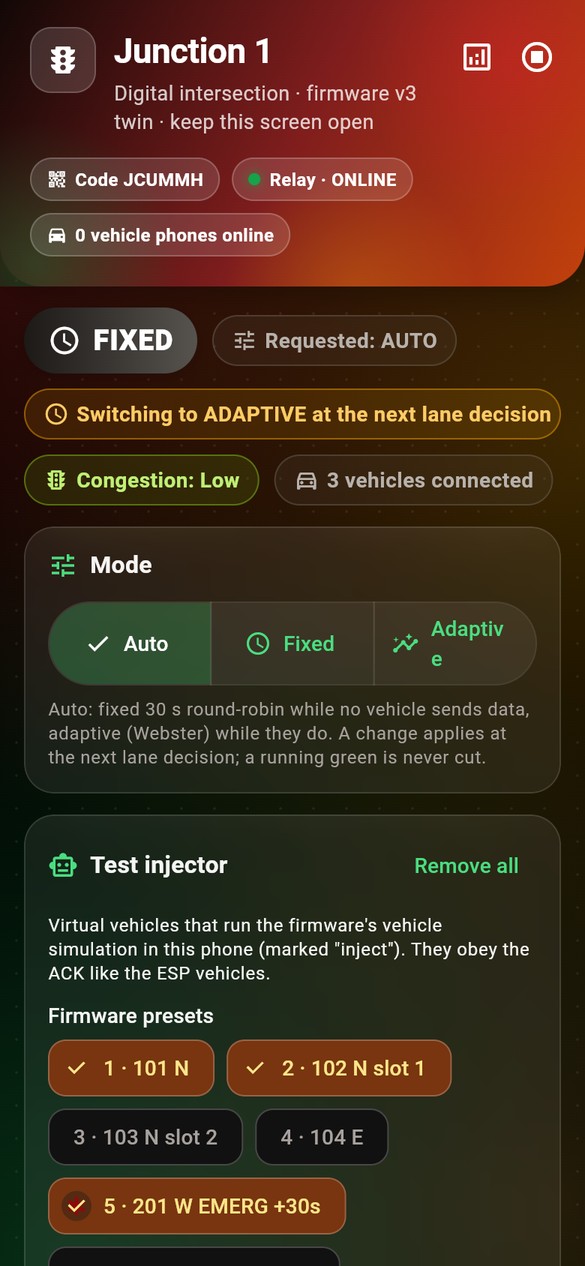 Junction 1
Digital intersection · firmware v3
twin · keep this screen open
Code JCUMMH
Relay · ONLINE
0 vehicle phones online
FIXED
Requested: AUTO
Switching to ADAPTIVE at the next lane decision
Congestion: Low
3 vehicles connected
Mode
Auto
Fixed
Adaptiv
e
Auto: fixed 30 s round-robin while no vehicle sends data,
adaptive (Webster) while they do. A change applies at
the next lane decision; a running green is never cut.
Test injector
Remove all
Virtual vehicles that run the firmware's vehicle
simulation in this phone (marked "inject"). They obey the
ACK like the ESP vehicles.
Firmware presets
1 · 101 N
2 · 102 N slot 1
3 · 103 N slot 2
4 · 104 E
5 · 201 W EMERG +30s